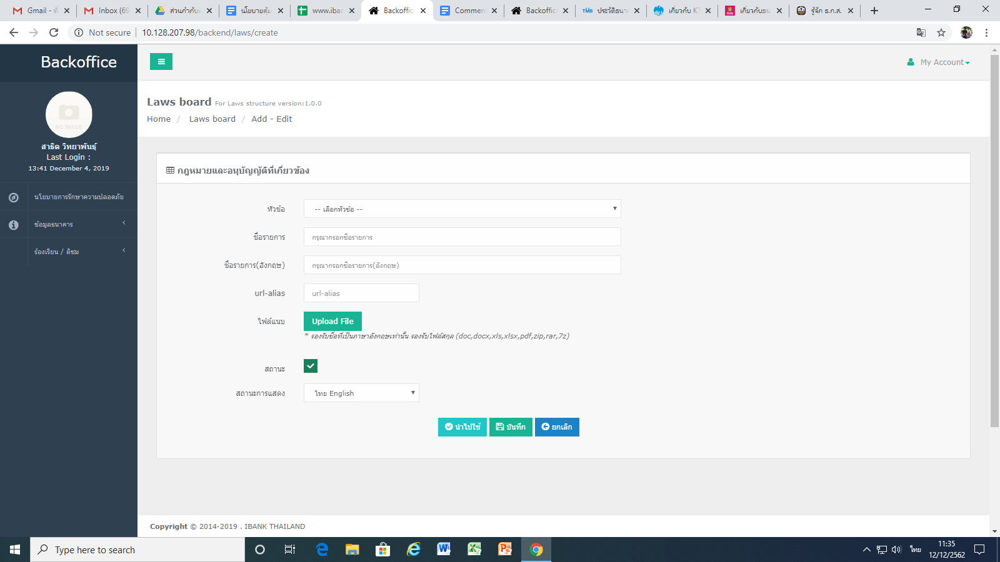 Gmail - พี่
Inbox (69
ส่วนกำกับ
นโยบายคุ้ม
www.iban
Backoffic
Commen
Backoffic
ประวัติธนา
เกี่ยวกับ KT
เกี่ยวกับธน
รู้จัก ธ.ก.ส.
Not secure | 10.128.207.98/backend/laws/create
Backoffice
My Account
NO IMAGE
สาธิต วิทยาพันธุ์
Last Login :
13:41 December 4, 2019
นโยบายการรักษาความปลอดภัย
ข้อมูลธนาคาร
ร้องเรียน / ติชม
Laws board For Laws structure version:1.0.0
Home / Laws board / Add - Edit
กฎหมายและอนุบัญญัติที่เกี่ยวข้อง
หัวข้อ -- เลือกหัวข้อ --
ชื่อรายการ กรุณากรอกชื่อรายการ
ชื่อรายการ(อังกฤษ) กรุณากรอกชื่อรายการ(อังกฤษ)
url-alias url-alias
ไฟล์แนบ Upload File
* รองรับชื่อที่เป็นภาษาอังกฤษเท่านั้น รองรับไฟล์สกุล (doc,docx,xls,xlsx,pdf,zip,rar,7z)
สถานะ
สถานะการแสดง ไทย English
นำไปใช้ บันทึก ยกเลิก
Copyright © 2014-2019 . IBANK THAILAND
Type here to search
ไทย
11:35
12/12/2562